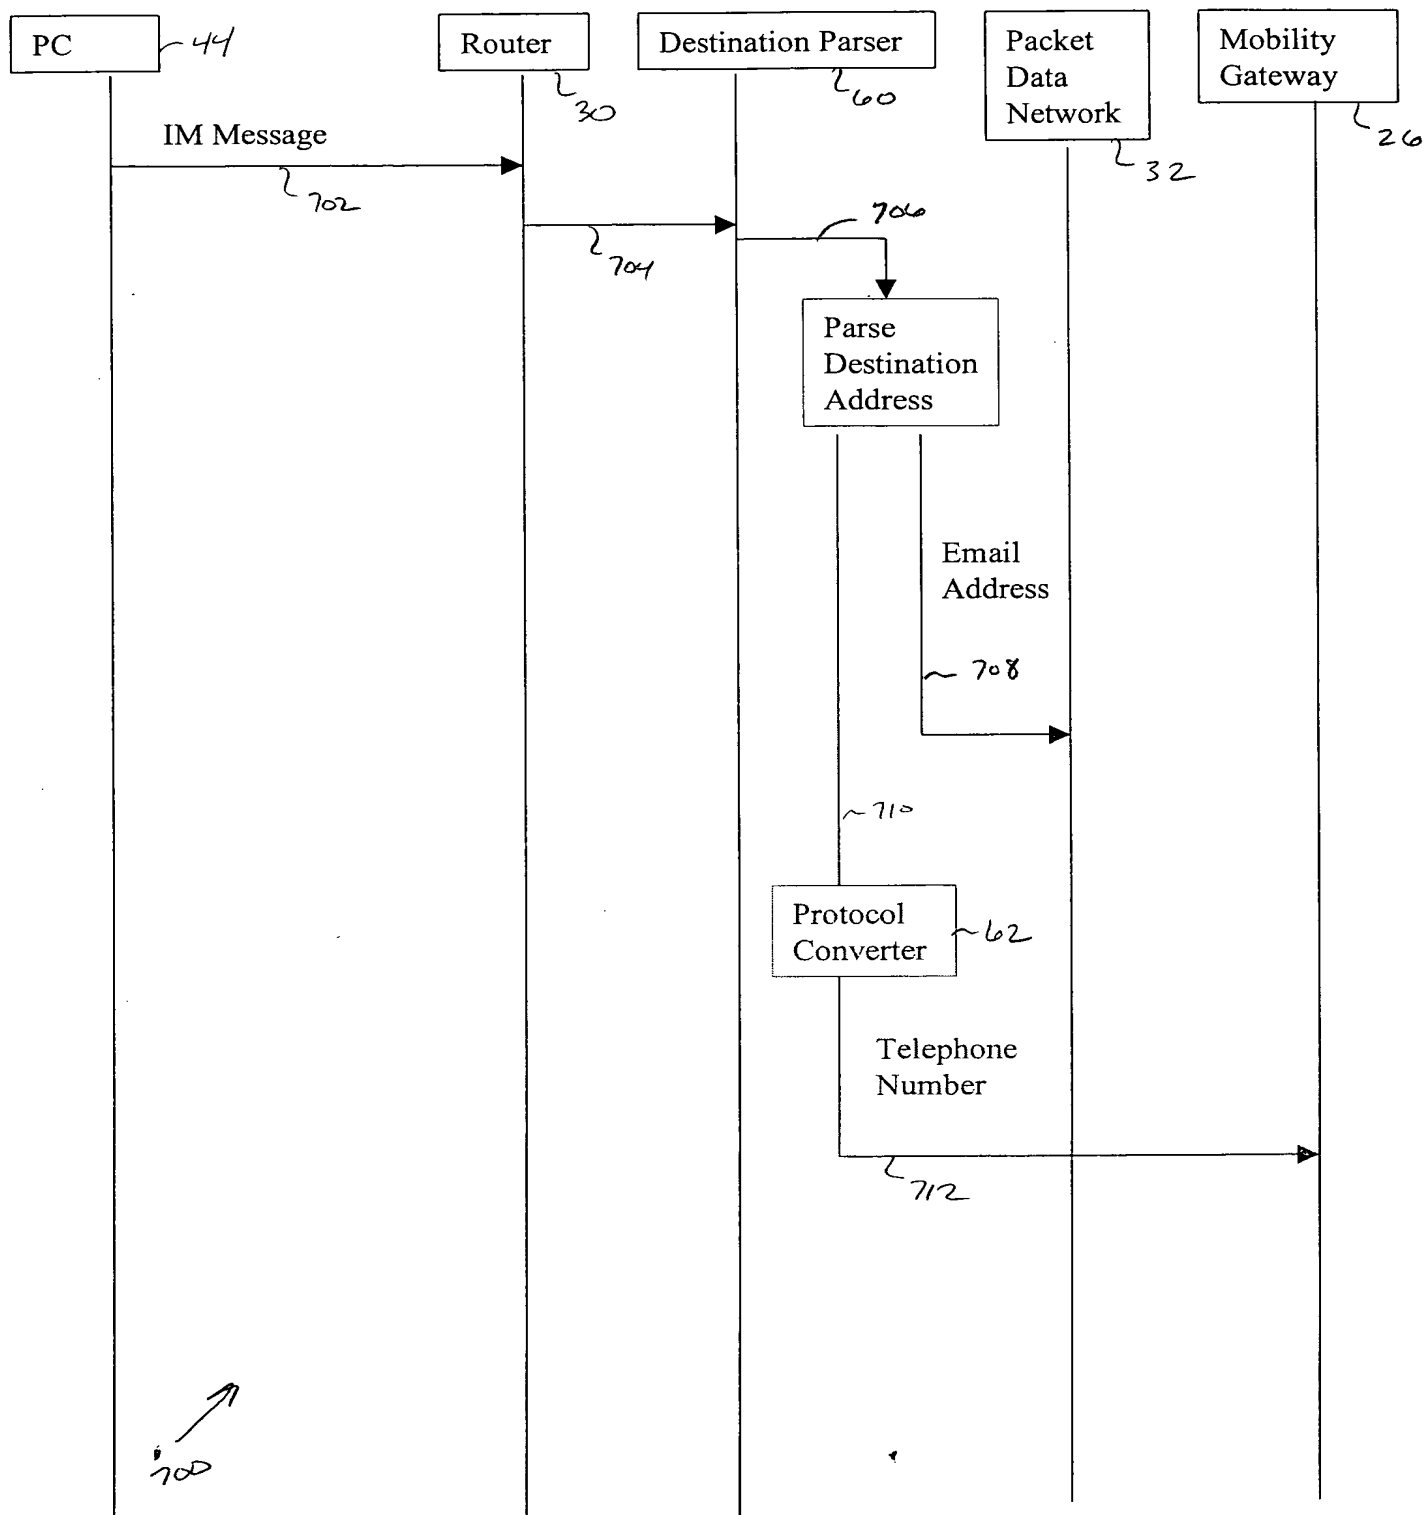 PC
44
Router
30
Destination Parser
60
Packet
Data
Network
32
Mobility
Gateway
26
IM Message
702
704
706
Parse
Destination
Address
Email
Address
708
710
Protocol
Converter
62
Telephone
Number
712
700